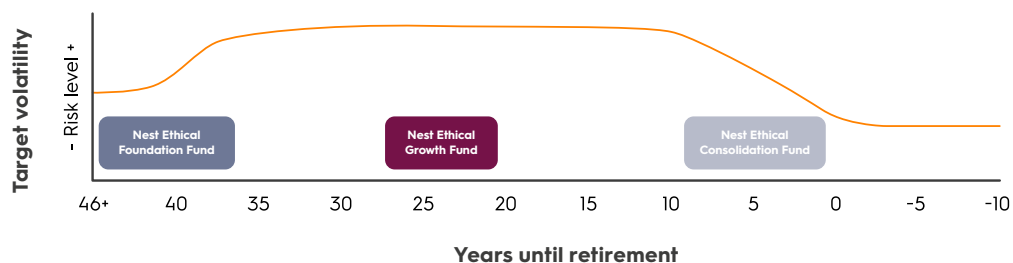 Target volatility
- Risk level +
Nest Ethical
Foundation Fund
Nest Ethical
Growth Fund
Nest Ethical
Consolidation Fund
46+ 40 35 30 25 20 15 10 5 0 -5 -10
Years until retirement